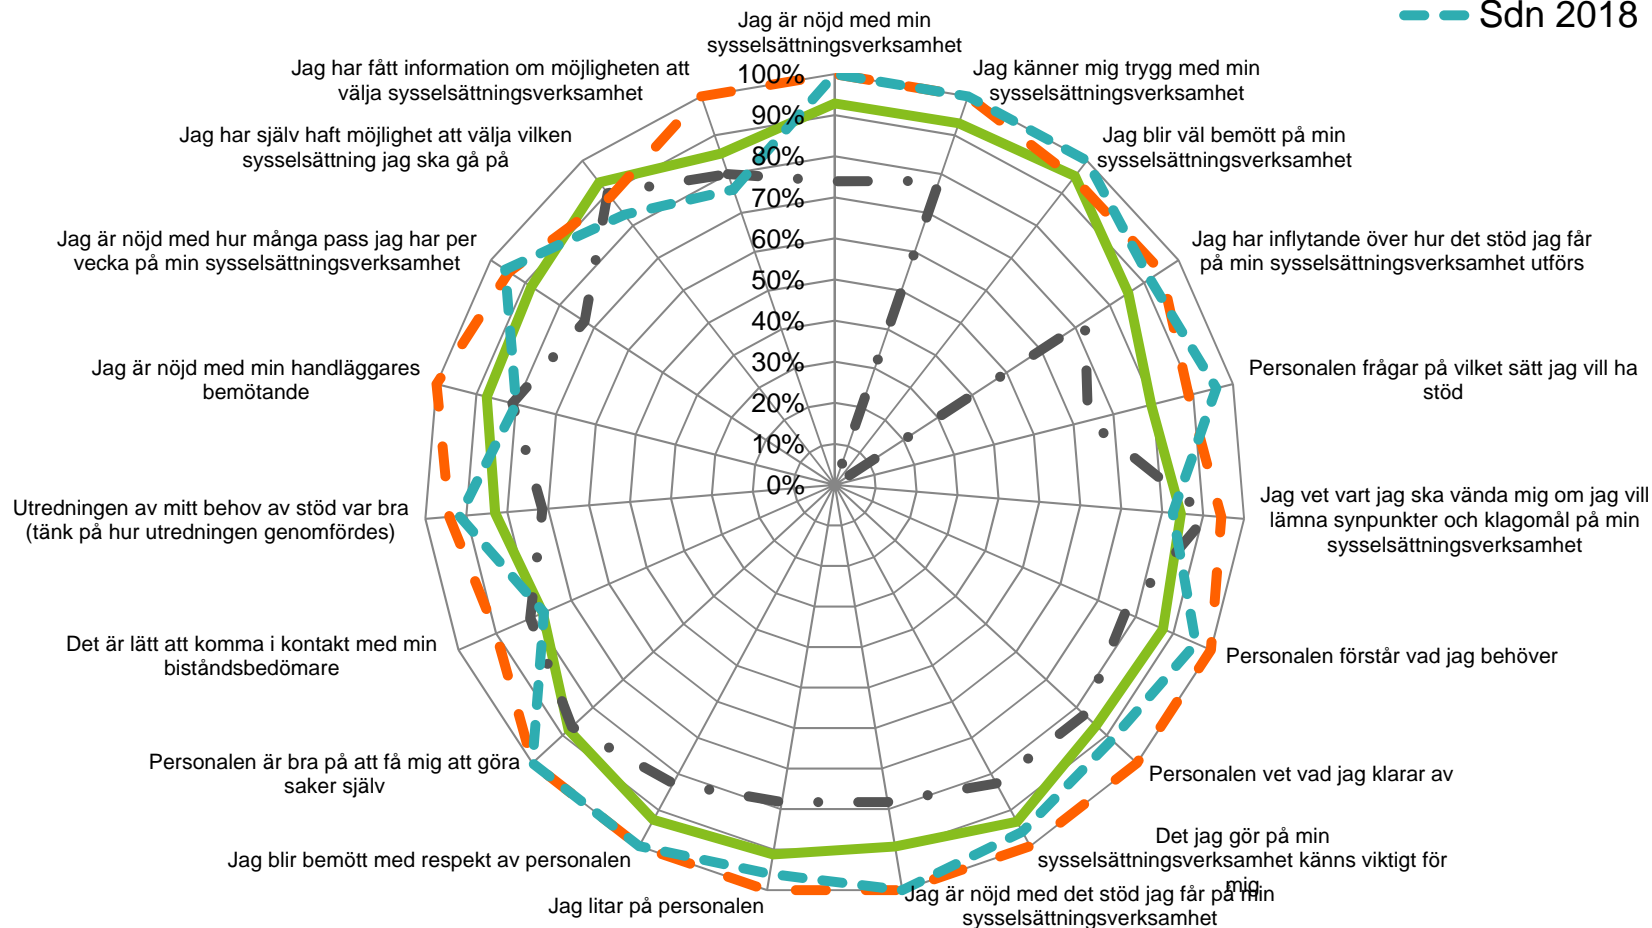 Sdn 2018
Jag är nöjd med min
sysselsättningsverksamhet
Jag känner mig trygg med min
sysselsättningsverksamhet
Jag blir väl bemött på min
sysselsättningsverksamhet
Jag har inflytande över hur det stöd jag får
på min sysselsättningsverksamhet utförs
Personalen frågar på vilket sätt jag vill ha
stöd
Jag vet vart jag ska vända mig om jag vill
lämna synpunkter och klagomål på min
sysselsättningsverksamhet
Personalen förstår vad jag behöver
Personalen vet vad jag klarar av
Det jag gör på min
sysselsättningsverksamhet känns viktigt för
mig
Jag är nöjd med det stöd jag får på min
sysselsättningsverksamhet
Jag litar på personalen
Jag blir bemött med respekt av personalen
Personalen är bra på att få mig att göra
saker själv
Det är lätt att komma i kontakt med min
biståndsbedömare
Utredningen av mitt behov av stöd var bra
(tänk på hur utredningen genomfördes)
Jag är nöjd med min handläggares
bemötande
Jag är nöjd med hur många pass jag har per
vecka på min sysselsättningsverksamhet
Jag har själv haft möjlighet att välja vilken
sysselsättning jag ska gå på
Jag har fått information om möjligheten att
välja sysselsättningsverksamhet
100%
90%
80%
70%
60%
50%
40%
30%
20%
10%
0%